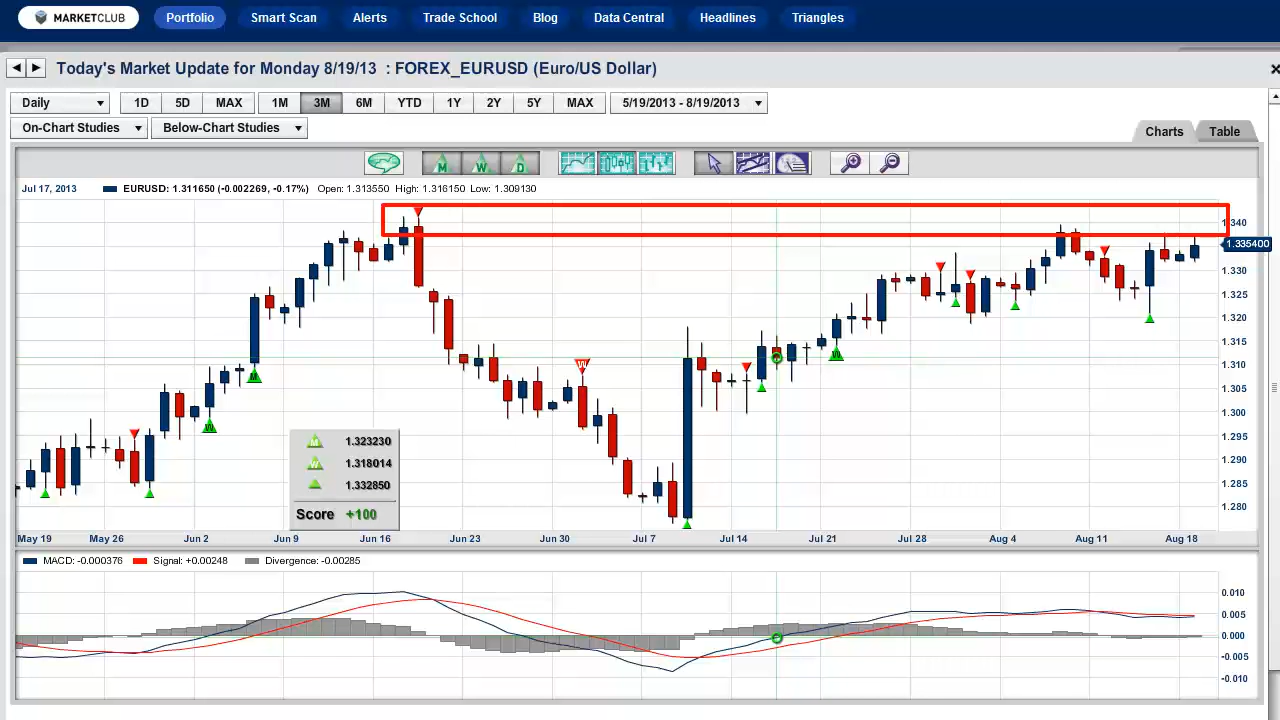 MARKETCLUB Portfolio Smart Scan Alerts Trade School Blog Data Central Headlines Triangles
Today's Market Update for Monday 8/19/13 : FOREX_EURUSD (Euro/US Dollar)
Daily 1D 5D MAX 1M 3M 6M YTD 1Y 2Y 5Y MAX 5/19/2013 - 8/19/2013
On-Chart Studies Below-Chart Studies
Charts Table
M W D
Jul 17, 2013 EURUSD: 1.311650 (-0.002269, -0.17%) Open: 1.313550 High: 1.316150 Low: 1.309130
1.340
1.335400
1.330
1.325
1.320
1.315
1.310
1.305
1.300
1.295
1.290
1.285
1.280
W
W
M
W
M 1.323230
W 1.318014
1.332850
Score +100
May 19 May 26 Jun 2 Jun 9 Jun 16 Jun 23 Jun 30 Jul 7 Jul 14 Jul 21 Jul 28 Aug 4 Aug 11 Aug 18
MACD: -0.000376 Signal: +0.00248 Divergence: -0.00285
0.010
0.005
0.000
-0.005
-0.010